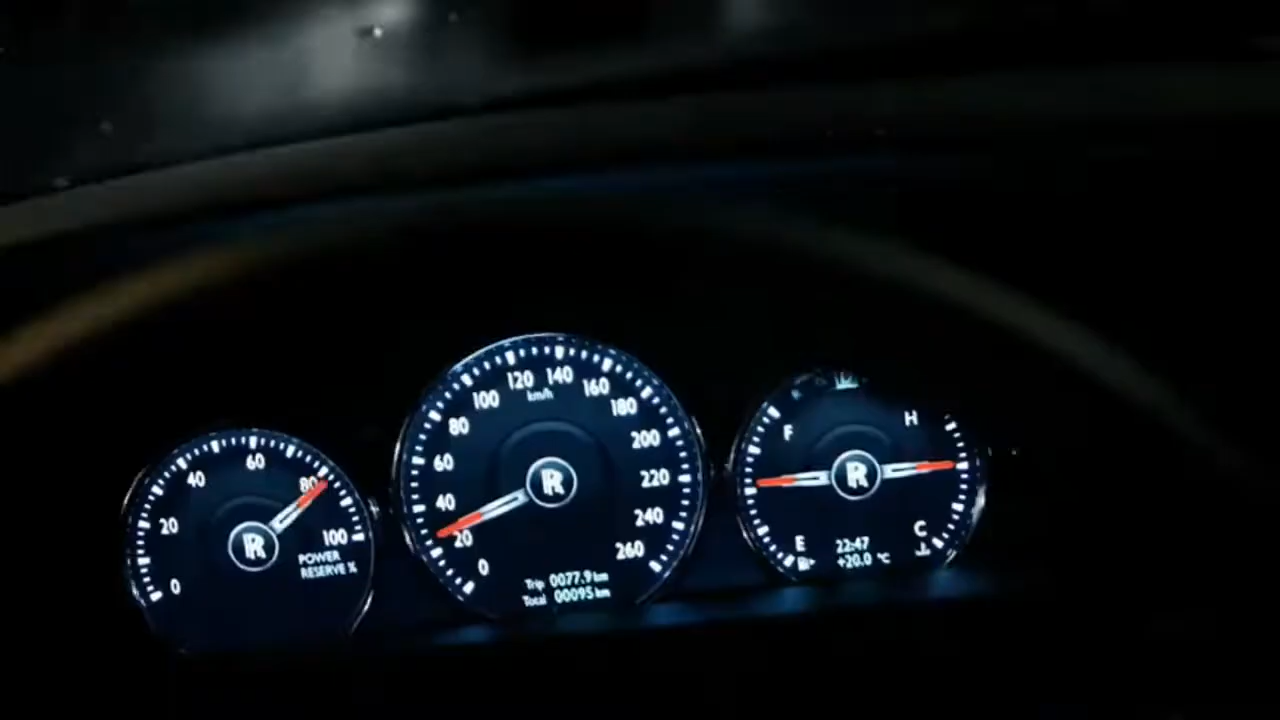 0
20
40
60
80
100
POWER
RESERVE %
0
20
40
60
80
100
120
140
160
180
200
220
240
260
km/h
Trip 0077.9 km
Total 00095 km
F
H
E
C
22:47
+20.0 °C